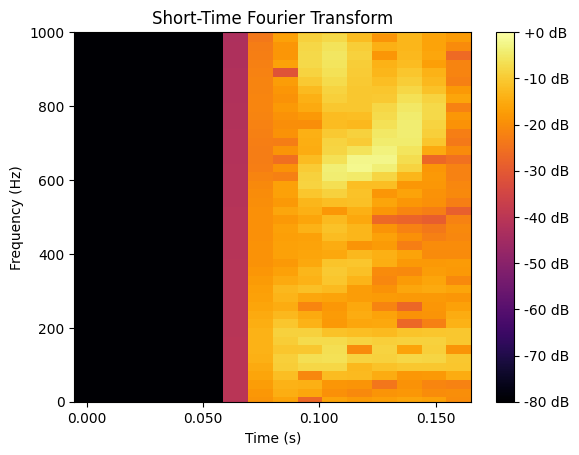 Short-Time Fourier Transform
Frequency (Hz)
1000
800
600
400
200
0
0.000
0.050
0.100
0.150
Time (s)
+0 dB
-10 dB
-20 dB
-30 dB
-40 dB
-50 dB
-60 dB
-70 dB
-80 dB